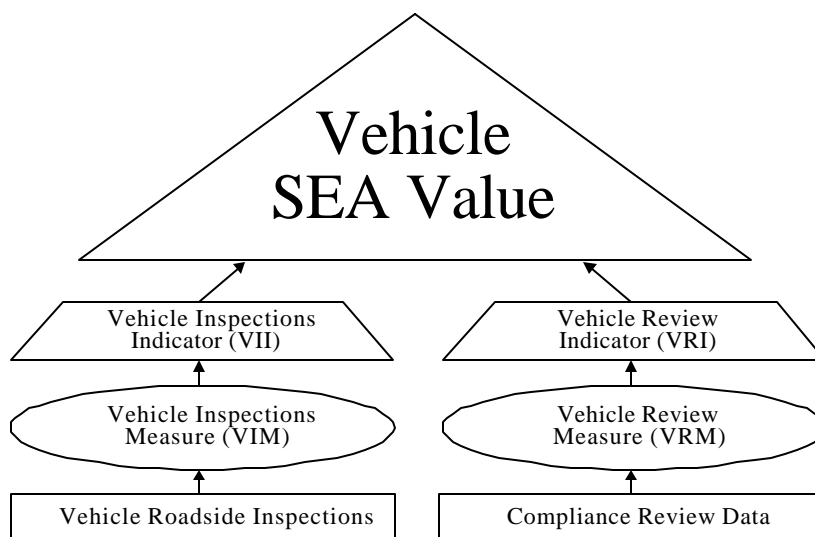 Vehicle
SEA Value
Vehicle Inspections
Indicator (VII)
Vehicle Review
Indicator (VRI)
Vehicle Inspections
Measure (VIM)
Vehicle Review
Measure (VRM)
Vehicle Roadside Inspections
Compliance Review Data